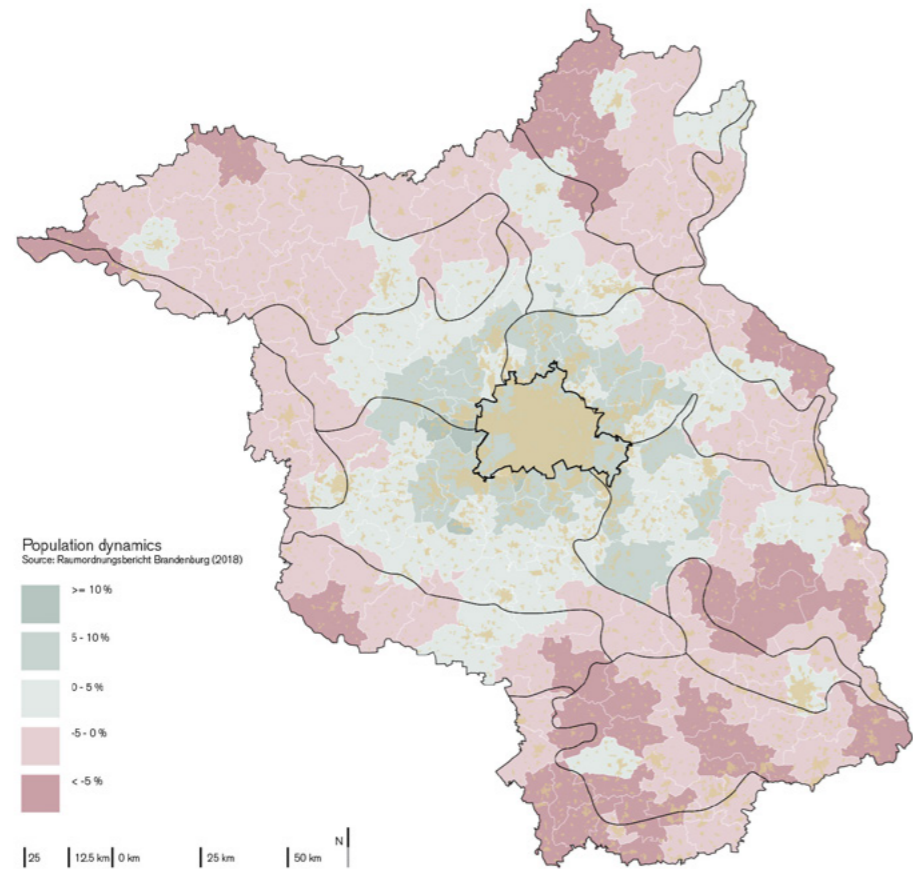 Population dynamics
Source: Raumordnungsbericht Brandenburg (2018)
>= 10 %
5 - 10 %
0 - 5 %
-5 - 0 %
< -5 %
N
25 12.5 km 0 km 25 km 50 km